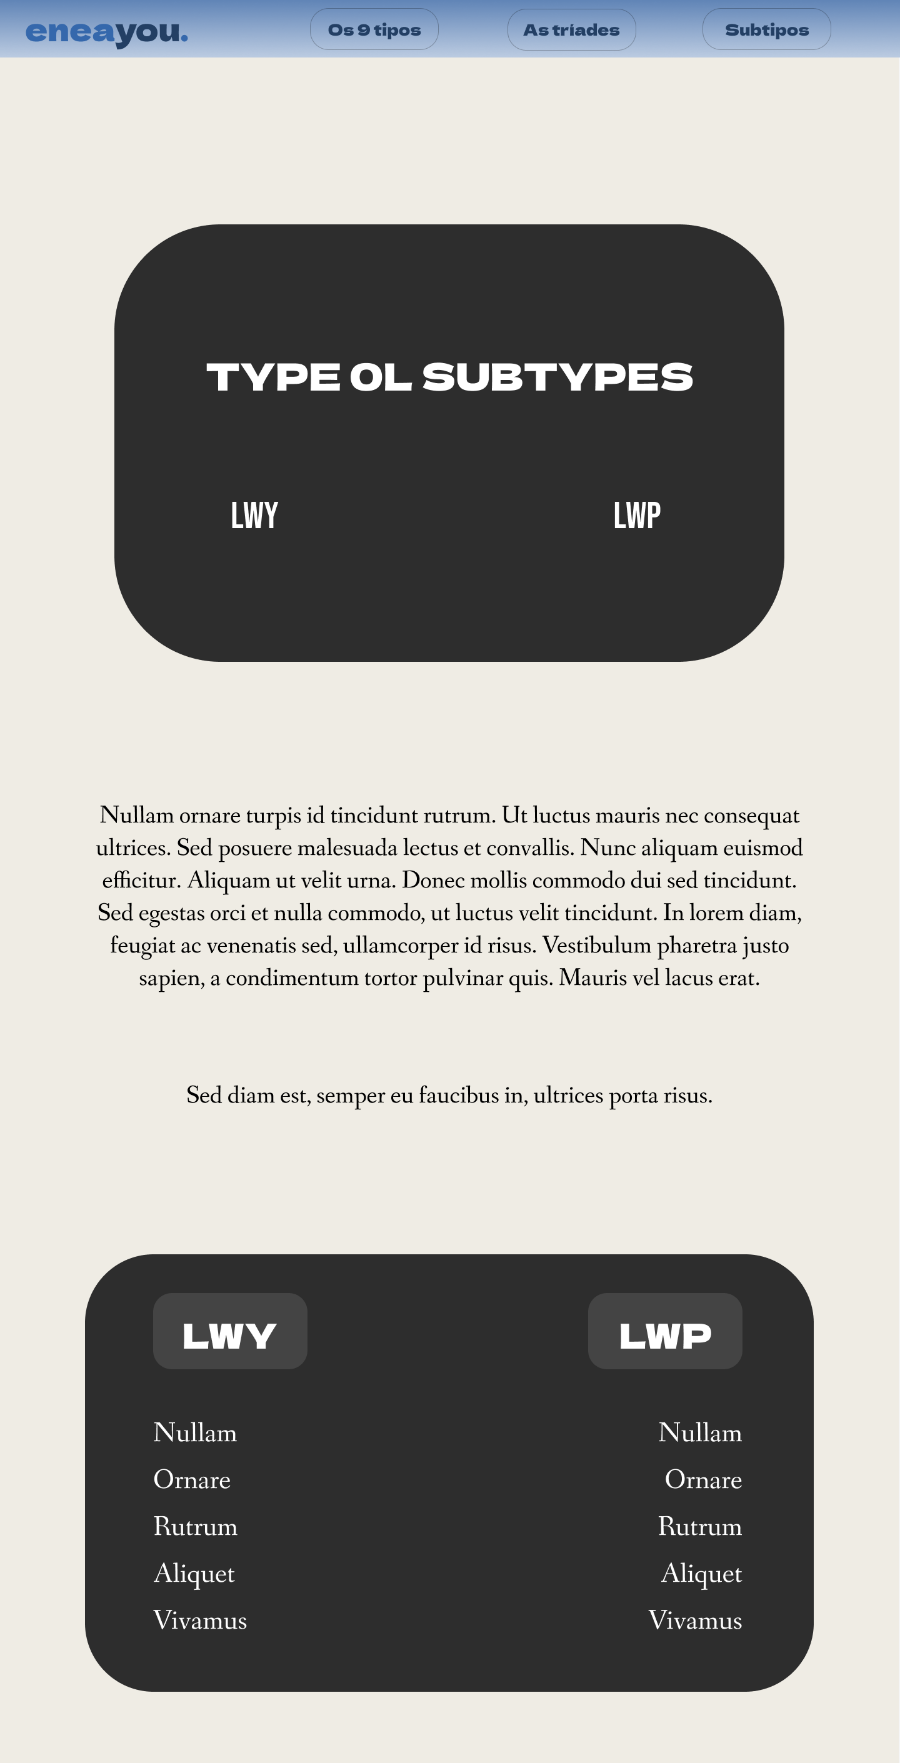 eneayou.
Os 9 tipos
As tríades
Subtipos
TYPE OL SUBTYPES
LWY
LWP
Nullam ornare turpis id tincidunt rutrum. Ut luctus mauris nec consequat
ultrices. Sed posuere malesuada lectus et convallis. Nunc aliquam euismod
efficitur. Aliquam ut velit urna. Donec mollis commodo dui sed tincidunt.
Sed egestas orci et nulla commodo, ut luctus velit tincidunt. In lorem diam,
feugiat ac venenatis sed, ullamcorper id risus. Vestibulum pharetra justo
sapien, a condimentum tortor pulvinar quis. Mauris vel lacus erat.
Sed diam est, semper eu faucibus in, ultrices porta risus.
LWY
Nullam
Ornare
Rutrum
Aliquet
Vivamus
LWP
Nullam
Ornare
Rutrum
Aliquet
Vivamus